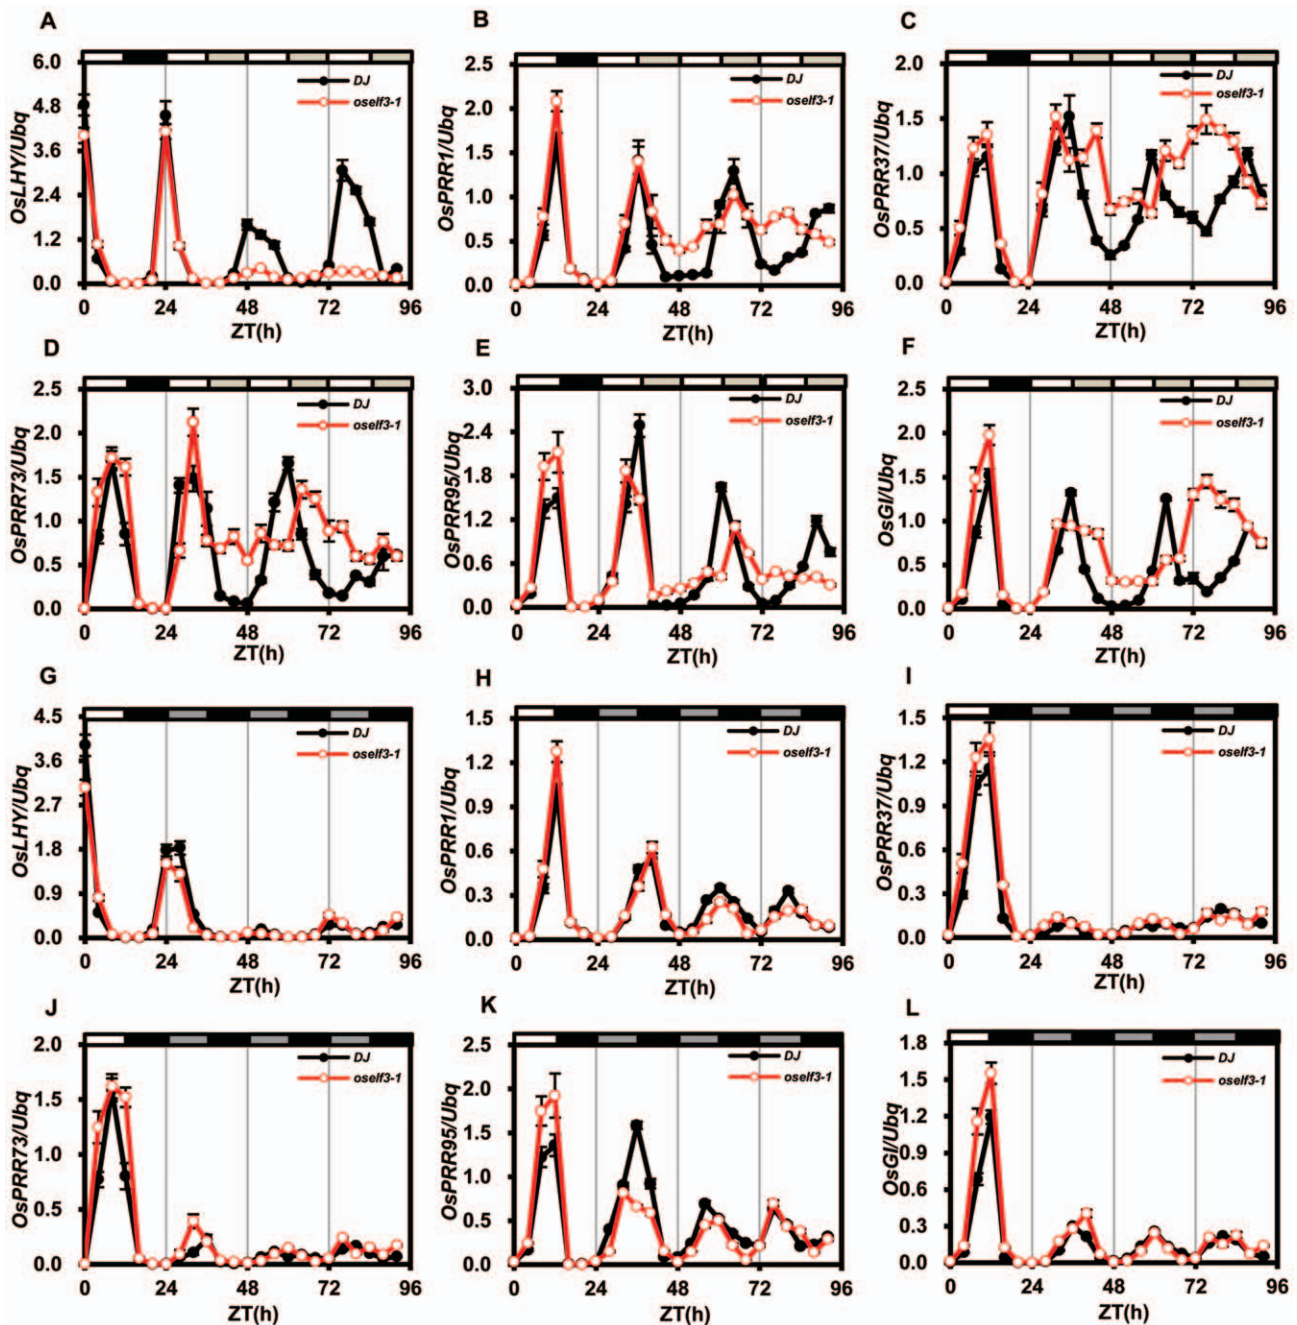 A
OsLHY/Ubq
6.0
4.8
3.6
2.4
1.2
0.0
DJ
oself3-1
0 24 48 72 96
ZT(h)
B
OsPRR1/Ubq
2.5
2.0
1.5
1.0
0.5
0.0
DJ
oself3-1
0 24 48 72 96
ZT(h)
C
OsPRR37/Ubq
2.0
1.5
1.0
0.5
0.0
DJ
oself3-1
0 24 48 72 96
ZT(h)
D
OsPRR73/Ubq
2.5
2.0
1.5
1.0
0.5
0.0
DJ
oself3-1
0 24 48 72 96
ZT(h)
E
OsPRR95/Ubq
3.0
2.4
1.8
1.2
0.6
0.0
DJ
oself3-1
0 24 48 72 96
ZT(h)
F
OsGI/Ubq
2.5
2.0
1.5
1.0
0.5
0.0
DJ
oself3-1
0 24 48 72 96
ZT(h)
G
OsLHY/Ubq
4.5
3.6
2.7
1.8
0.9
0.0
DJ
oself3-1
0 24 48 72 96
ZT(h)
H
OsPRR1/Ubq
1.5
1.2
0.9
0.6
0.3
0.0
DJ
oself3-1
0 24 48 72 96
ZT(h)
I
OsPRR37/Ubq
1.5
1.2
0.9
0.6
0.3
0.0
DJ
oself3-1
0 24 48 72 96
ZT(h)
J
OsPRR73/Ubq
2.0
1.5
1.0
0.5
0.0
DJ
oself3-1
0 24 48 72 96
ZT(h)
K
OsPRR95/Ubq
2.5
2.0
1.5
1.0
0.5
0.0
DJ
oself3-1
0 24 48 72 96
ZT(h)
L
OsGI/Ubq
1.8
1.5
1.2
0.9
0.6
0.3
0.0
DJ
oself3-1
0 24 48 72 96
ZT(h)